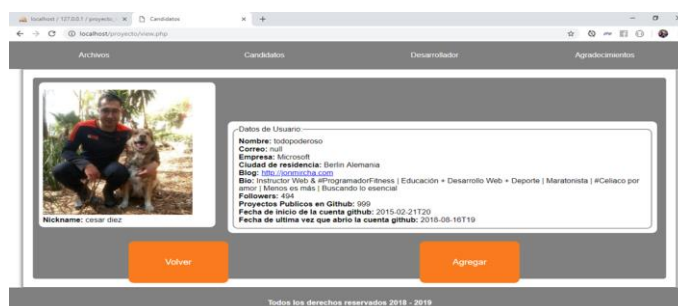 localhost / 127.0.0.1 / proyecto,
Candidatos
localhost/proyecto/view.php
Archivos
Candidatos
Desarrollador
Agradecimientos
Nickname: cesar diez
Datos de Usuario
Nombre: todopoderoso
Correo: null
Empresa: Microsoft
Ciudad de residencia: Berlin Alemania
Blog: http://jonmircha.com
Bio: Instructor Web & #ProgramadorFitness | Educación + Desarrollo Web + Deporte | Maratonista | #Celiaco por
amor | Menos es más | Buscando lo esencial
Followers: 494
Proyectos Publicos en Github: 999
Fecha de inicio de la cuenta github: 2015-02-21T20
Fecha de ultima vez que abrio la cuenta github: 2018-08-16T19
Volver
Agregar
Todos los derechos reservados 2018 - 2019